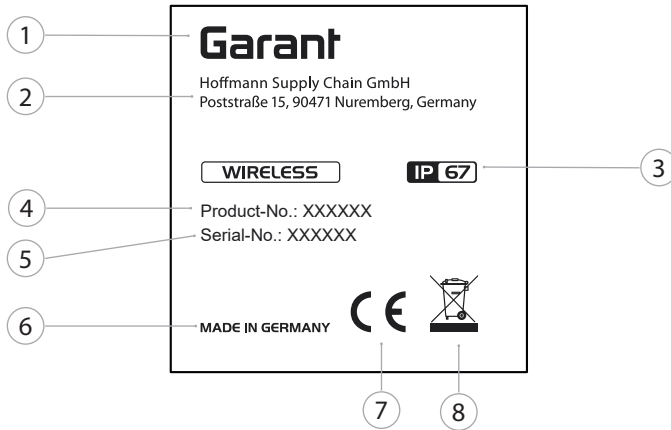 1
Garant
2
Hoffmann Supply Chain GmbH
Poststraße 15, 90471 Nuremberg, Germany
WIRELESS
IP 67
3
4
Product-No.: XXXXXX
5
Serial-No.: XXXXXX
6
MADE IN GERMANY
CE
7
8